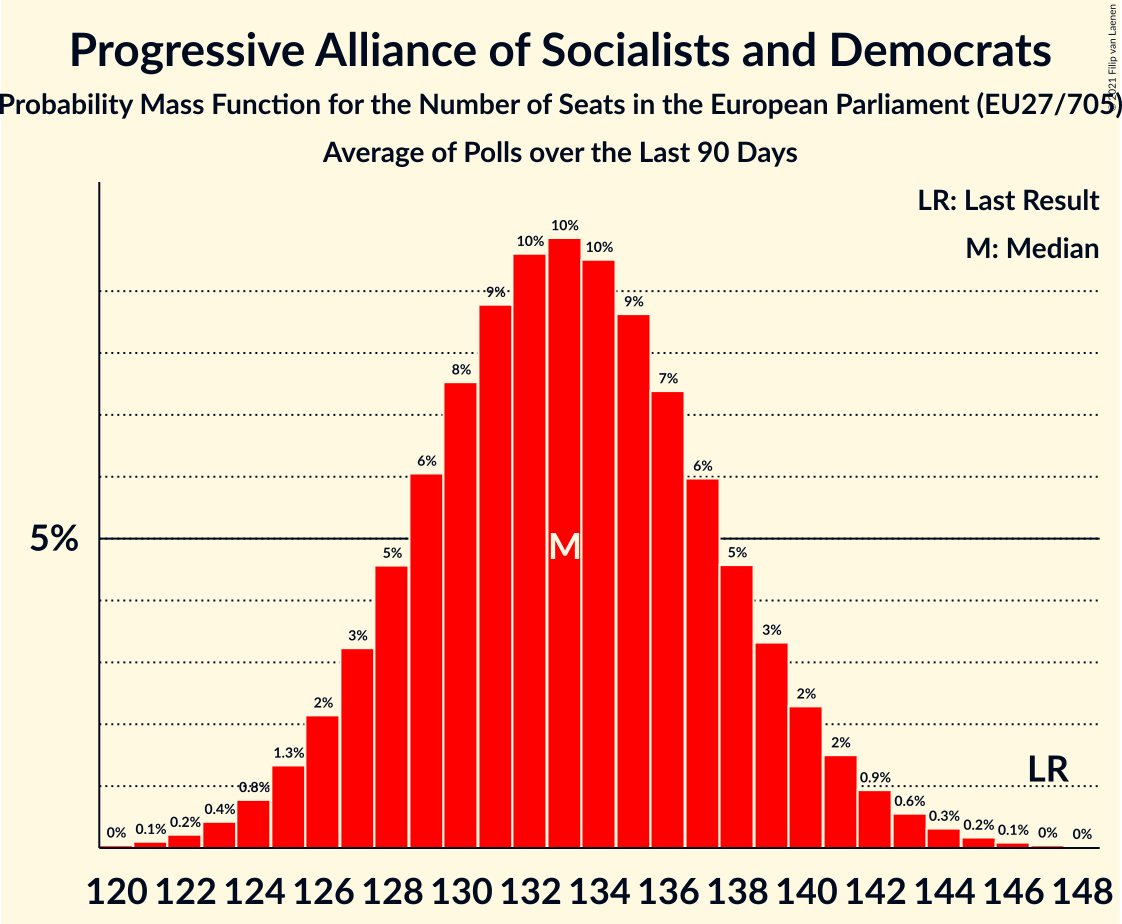 Progressive Alliance of Socialists and Democrats
Probability Mass Function for the Number of Seats in the European Parliament (EU27/705)
Average of Polls over the Last 90 Days
© 2021 Filip van Laenen
LR: Last Result
M: Median
5%
0% 0.1% 0.2% 0.4% 0.8% 1.3% 2% 3% 5% 6% 8% 9% 10% 10% 10% 9% 7% 6% 5% 3% 2% 2% 0.9% 0.6% 0.3% 0.2% 0.1% 0% 0%
M
LR
120 122 124 126 128 130 132 134 136 138 140 142 144 146 148